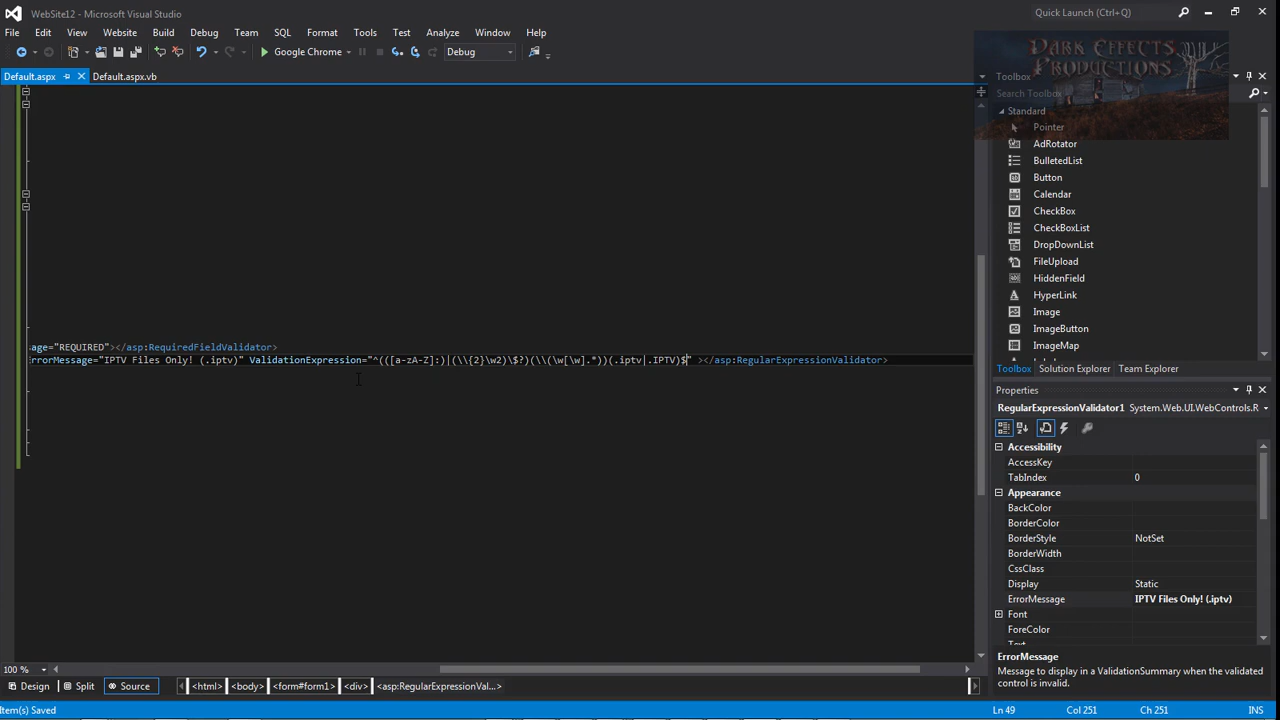 WebSite12 - Microsoft Visual Studio
Quick Launch (Ctrl+Q)
File Edit View Website Build Debug Team SQL Format Tools Test Analyze Window Help
Google Chrome Debug
DARK EFFECTS
PRODUCTIONS
Default.aspx Default.aspx.vb
Toolbox
Search Toolbox
Standard
Pointer
AdRotator
BulletedList
Button
Calendar
CheckBox
CheckBoxList
DropDownList
FileUpload
HiddenField
HyperLink
Image
ImageButton
ImageMap
sage="REQUIRED"></asp:RequiredFieldValidator>
ErrorMessage="IPTV Files Only! (.iptv)" ValidationExpression="^(([a-zA-Z]:)|(\\{2}\w2)\$?)(\\(\w[\w].*))(.iptv|.IPTV)$" ></asp:RegularExpressionValidator>
Toolbox Solution Explorer Team Explorer
Properties
RegularExpressionValidator1 System.Web.UI.WebControls.R
Accessibility
AccessKey
TabIndex 0
Appearance
BackColor
BorderColor
BorderStyle NotSet
BorderWidth
CssClass
Display Static
ErrorMessage IPTV Files Only! (.iptv)
Font
ForeColor
Text
ErrorMessage
Message to display in a ValidationSummary when the validated
control is invalid.
100 %
Design Split Source <html> <body> <form#form1> <div> <asp:RegularExpressionVal...>
Item(s) Saved Ln 49 Col 251 Ch 251 INS